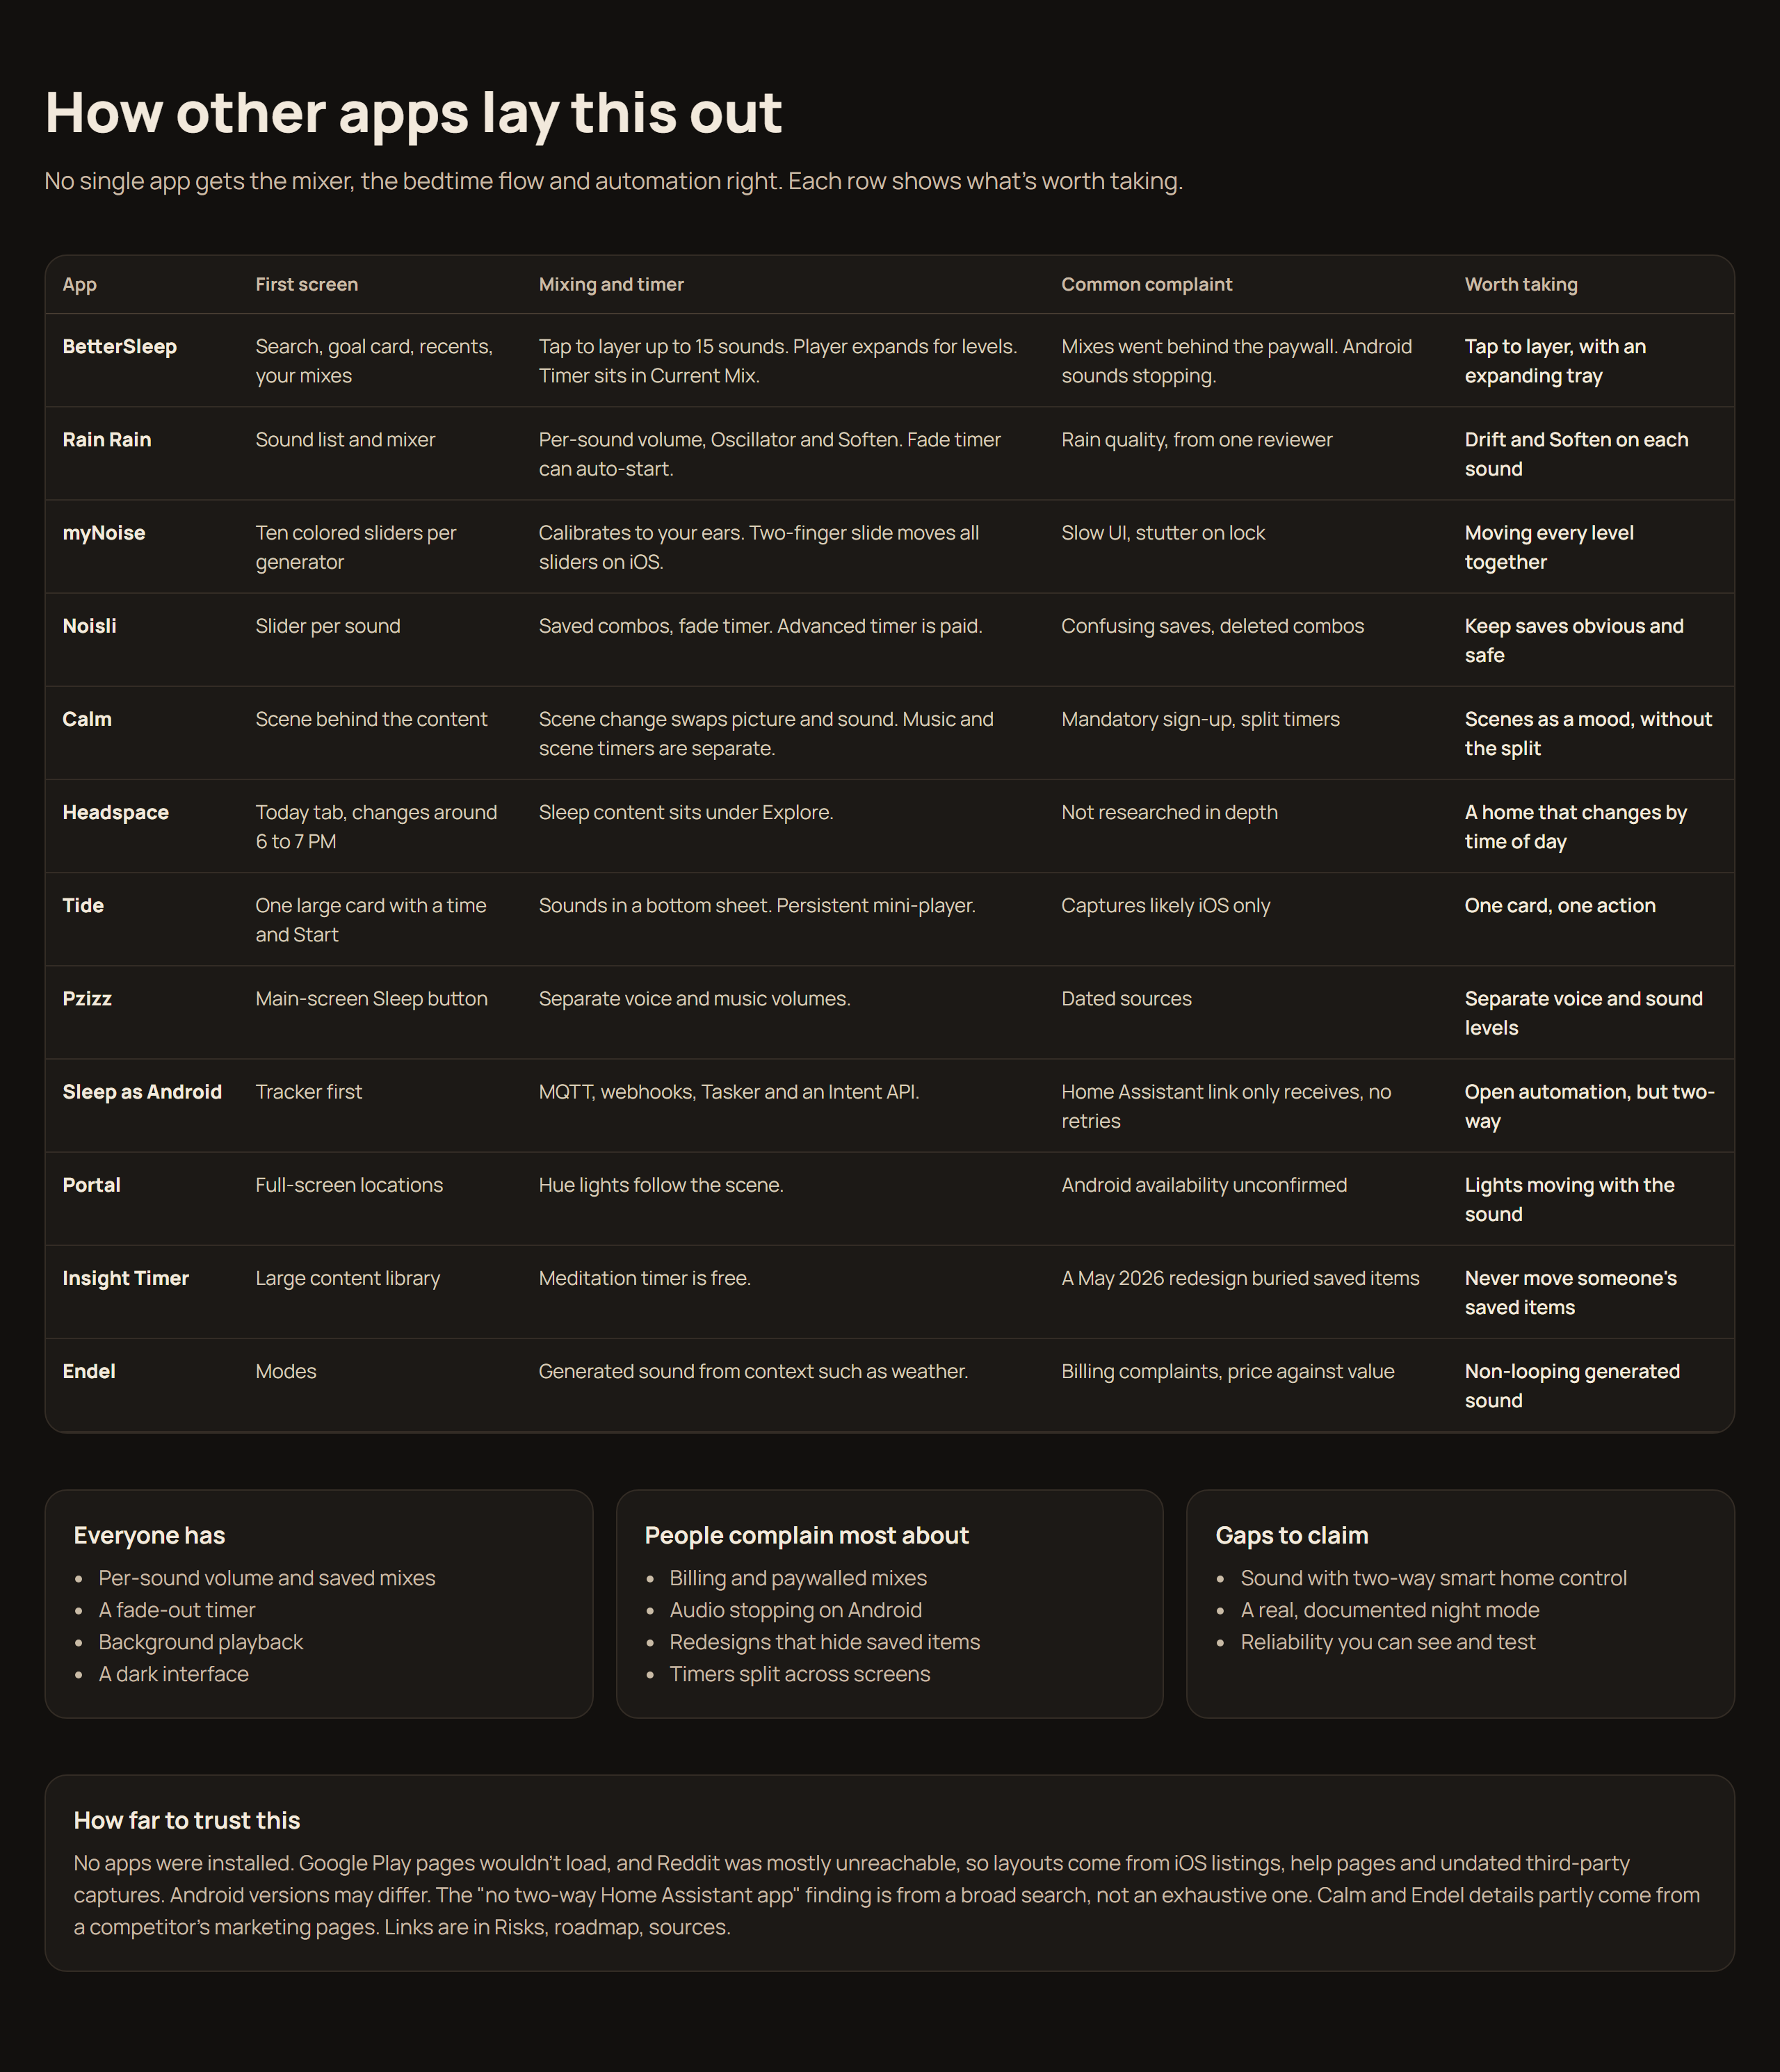 How other apps lay this out
No single app gets the mixer, the bedtime flow and automation right. Each row shows what's worth taking.
App First screen Mixing and timer Common complaint Worth taking
BetterSleep Search, goal card, recents, Tap to layer up to 15 sounds. Player expands for levels. Mixes went behind the paywall. Android Tap to layer, with an
your mixes Timer sits in Current Mix. sounds stopping. expanding tray
Rain Rain Sound list and mixer Per-sound volume, Oscillator and Soften. Fade timer Rain quality, from one reviewer Drift and Soften on each
can auto-start. sound
myNoise Ten colored sliders per Calibrates to your ears. Two-finger slide moves all Slow UI, stutter on lock Moving every level
generator sliders on iOS. together
Noisli Slider per sound Saved combos, fade timer. Advanced timer is paid. Confusing saves, deleted combos Keep saves obvious and
safe
Calm Scene behind the content Scene change swaps picture and sound. Music and Mandatory sign-up, split timers Scenes as a mood, without
scene timers are separate. the split
Headspace Today tab, changes around Sleep content sits under Explore. Not researched in depth A home that changes by
6 to 7 PM time of day
Tide One large card with a time Sounds in a bottom sheet. Persistent mini-player. Captures likely iOS only One card, one action
and Start
Pzizz Main-screen Sleep button Separate voice and music volumes. Dated sources Separate voice and sound
levels
Sleep as Android Tracker first MQTT, webhooks, Tasker and an Intent API. Home Assistant link only receives, no Open automation, but two-
retries way
Portal Full-screen locations Hue lights follow the scene. Android availability unconfirmed Lights moving with the
sound
Insight Timer Large content library Meditation timer is free. A May 2026 redesign buried saved items Never move someone's
saved items
Endel Modes Generated sound from context such as weather. Billing complaints, price against value Non-looping generated
sound
Everyone has
• Per-sound volume and saved mixes
• A fade-out timer
• Background playback
• A dark interface
People complain most about
• Billing and paywalled mixes
• Audio stopping on Android
• Redesigns that hide saved items
• Timers split across screens
Gaps to claim
• Sound with two-way smart home control
• A real, documented night mode
• Reliability you can see and test
How far to trust this
No apps were installed. Google Play pages wouldn't load, and Reddit was mostly unreachable, so layouts come from iOS listings, help pages and undated third-party
captures. Android versions may differ. The "no two-way Home Assistant app" finding is from a broad search, not an exhaustive one. Calm and Endel details partly come from
a competitor's marketing pages. Links are in Risks, roadmap, sources.